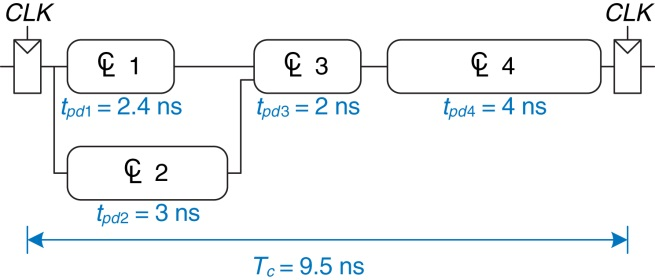 CLK
CLK
CL 1
CL 3
CL 4
tpd1 = 2.4 ns
tpd3 = 2 ns
tpd4 = 4 ns
CL 2
tpd2 = 3 ns
Tc = 9.5 ns